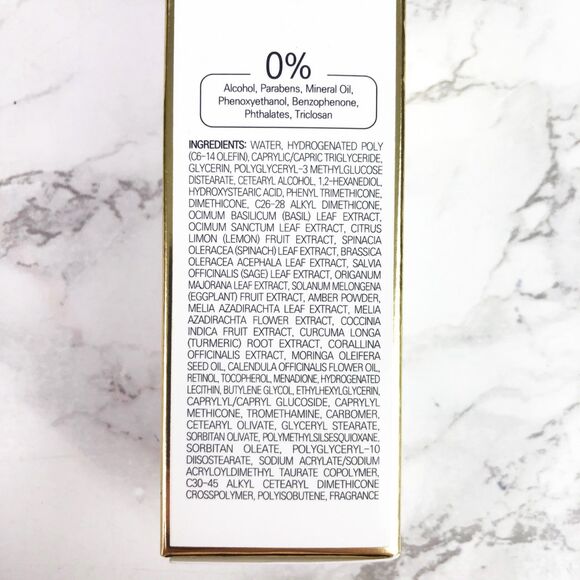 0%
Alcohol, Parabens, Mineral Oil,
Phenoxyethanol, Benzophenone,
Phthalates, Triclosan
INGREDIENTS: WATER, HYDROGENATED POLY
(C6-14 OLEFIN), CAPRYLIC/CAPRIC TRIGLYCERIDE,
GLYCERIN, POLYGLYCERYL-3 METHYLGLUCOSE
DISTEARATE, CETEARYL ALCOHOL, 1,2-HEXANEDIOL,
HYDROXYSTEARIC ACID, PHENYL TRIMETHICONE,
DIMETHICONE, C26-28 ALKYL DIMETHICONE,
OCIMUM BASILICUM (BASIL) LEAF EXTRACT,
OCIMUM SANCTUM LEAF EXTRACT, CITRUS
LIMON (LEMON) FRUIT EXTRACT, SPINACIA
OLERACEA (SPINACH) LEAF EXTRACT, BRASSICA
OLERACEA ACEPHALA LEAF EXTRACT, SALVIA
OFFICINALIS (SAGE) LEAF EXTRACT, ORIGANUM
MAJORANA LEAF EXTRACT, SOLANUM MELONGENA
(EGGPLANT) FRUIT EXTRACT, AMBER POWDER,
MELIA AZADIRACHTA LEAF EXTRACT, MELIA
AZADIRACHTA FLOWER EXTRACT, COCCINIA
INDICA FRUIT EXTRACT, CURCUMA LONGA
(TURMERIC) ROOT EXTRACT, CORALLINA
OFFICINALIS EXTRACT, MORINGA OLEIFERA
SEED OIL, CALENDULA OFFICINALIS FLOWER OIL,
RETINOL, TOCOPHEROL, MENADIONE, HYDROGENATED
LECITHIN, BUTYLENE GLYCOL, ETHYLHEXYLGLYCERIN,
CAPRYLYL/CAPRYL GLUCOSIDE, CAPRYLYL
METHICONE, TROMETHAMINE, CARBOMER,
CETEARYL OLIVATE, GLYCERYL STEARATE,
SORBITAN OLIVATE, POLYMETHYLSILSESQUIOXANE,
SORBITAN OLEATE, POLYGLYCERYL-10
DIISOSTEARATE, SODIUM ACRYLATE/SODIUM
ACRYLOYLDIMETHYL TAURATE COPOLYMER,
C30-45 ALKYL CETEARYL DIMETHICONE
CROSSPOLYMER, POLYISOBUTENE, FRAGRANCE